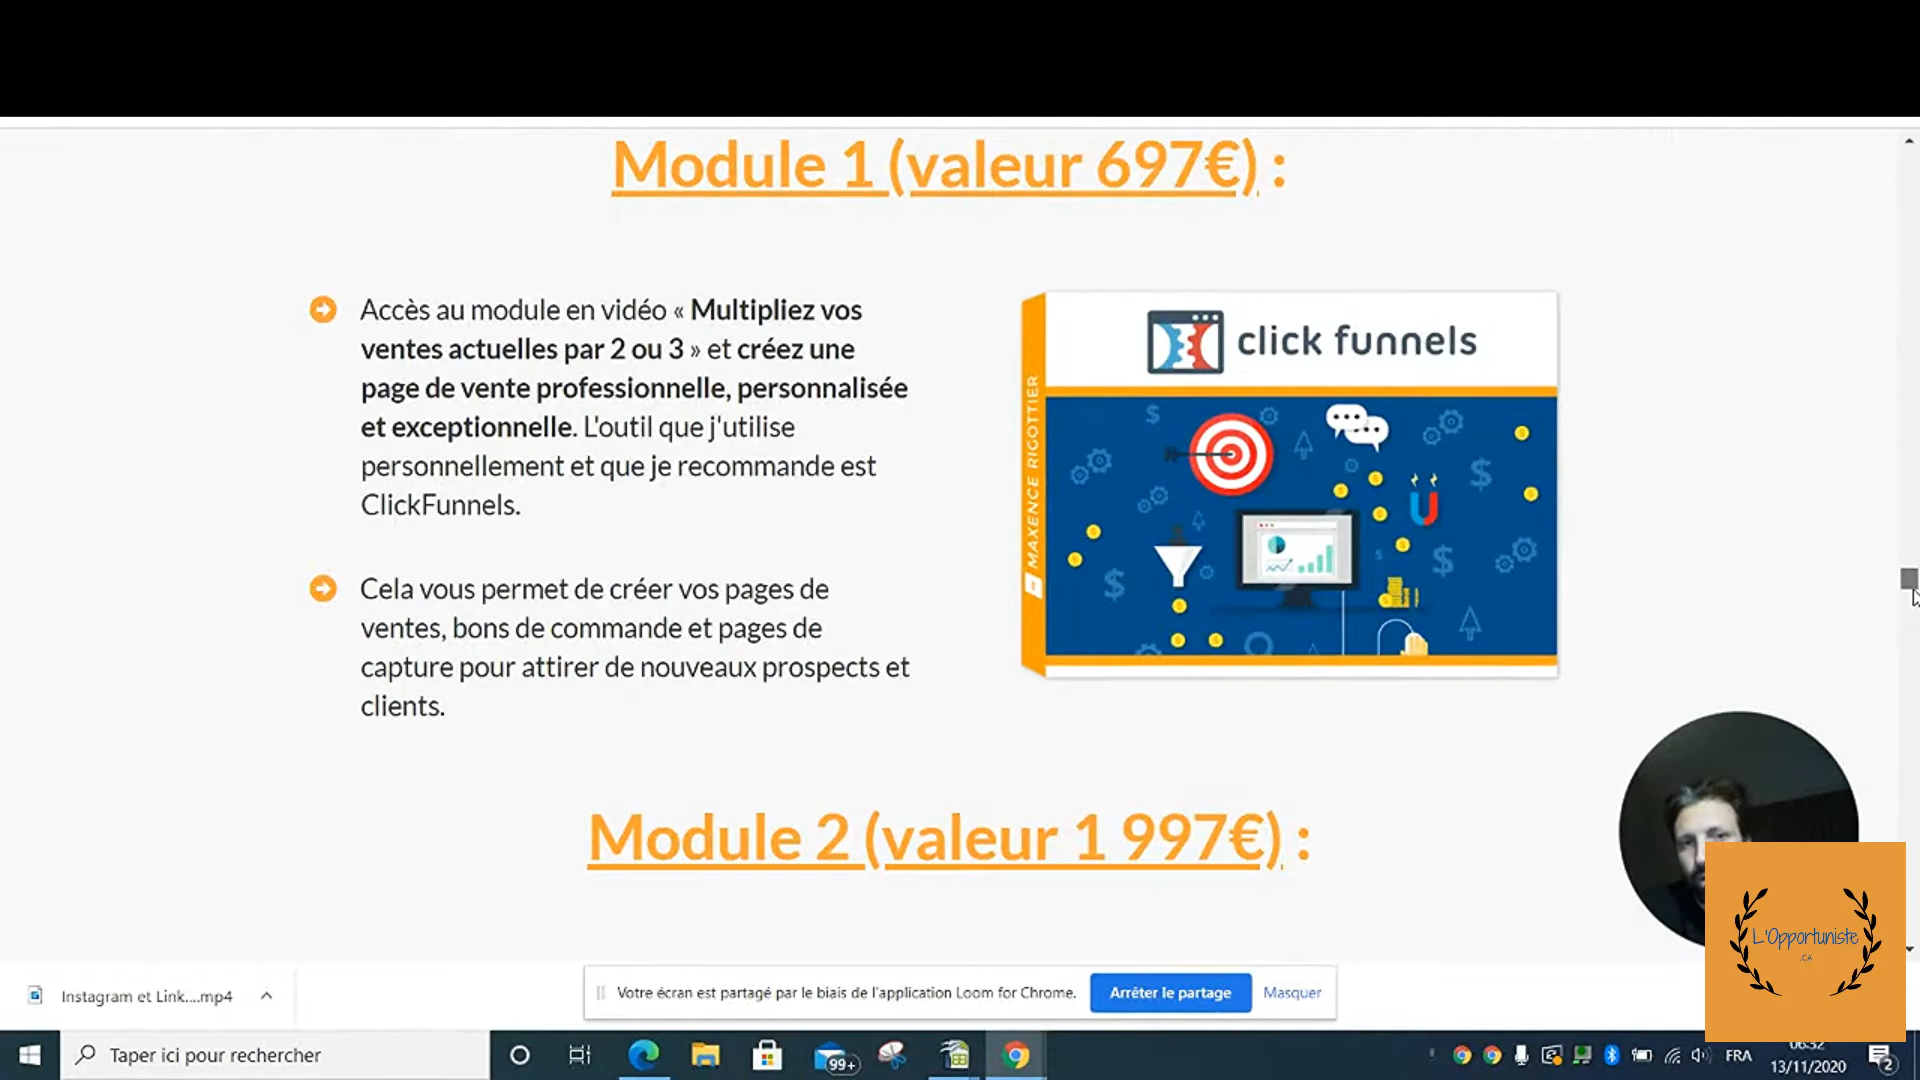 Module 1 (valeur 697€) :
Accès au module en vidéo « Multipliez vos
ventes actuelles par 2 ou 3 » et créez une
page de vente professionnelle, personnalisée
et exceptionnelle. L'outil que j'utilise
personnellement et que je recommande est
ClickFunnels.
Cela vous permet de créer vos pages de
ventes, bons de commande et pages de
capture pour attirer de nouveaux prospects et
clients.
click funnels
MAXENCE RIGOTTIER
Module 2 (valeur 1 997€) :
L'Opportuniste
.CA
Instagram et Link....mp4
Votre écran est partagé par le biais de l'application Loom for Chrome.
Arrêter le partage
Masquer
Taper ici pour rechercher
99+
FRA
06:32
13/11/2020
2